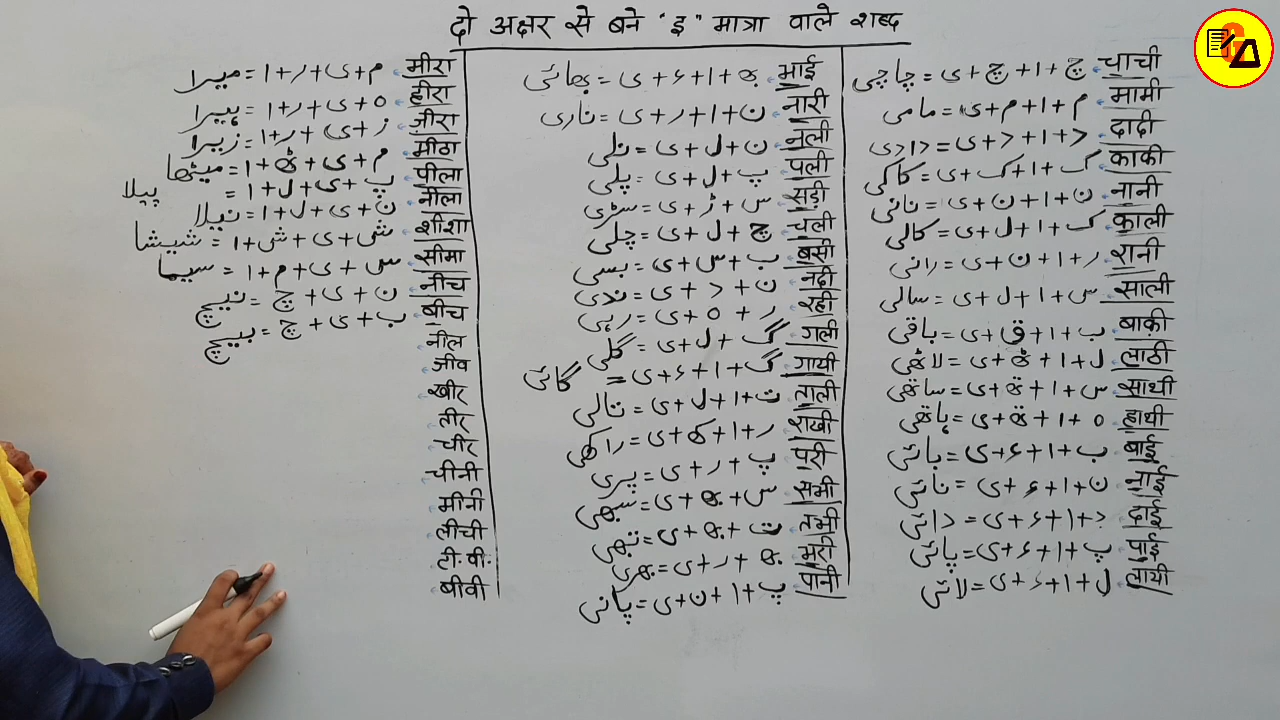 दो अक्षर से बने "इ" मात्रा वाले शब्द
चाची چ+ا+چ+ی=چاچی
मामी م+ا+م+ی=مامی
दादी د+ا+د+ی=دادی
काकी ک+ا+ک+ی=کاکی
नानी ن+ا+ن+ی=نانی
काली ک+ا+ل+ی=کالی
रानी ر+ا+ن+ی=رانی
साली س+ا+ل+ی=سالی
बाक़ी ب+ا+ق+ی=باقی
लाठी ل+ا+ٹھ+ی=لاٹھی
साथी س+ا+تھ+ی=ساتھی
हाथी ہ+ا+تھ+ی=ہاتھی
बाई ب+ا+ء+ی=بائی
नाई ن+ا+ء+ی=نائی
दाई د+ا+ء+ی=دائی
पाई پ+ا+ء+ی=پائی
लायी ل+ا+ء+ی=لائی
भाई بھ+ا+ء+ی=بھائی
नारी ن+ا+ر+ی=ناری
नली ن+ل+ی=نلی
पली پ+ل+ی=پلی
सड़ी س+ڑ+ی=سڑی
चली چ+ل+ی=چلی
बसी ب+س+ی=بسی
नदी ن+د+ی=ندی
रही ر+ہ+ی=رہی
गली گ+ل+ی=گلی
गायी گ+ا+ء+ی=گائی
ताली ت+ا+ل+ی=تالی
राखी ر+ا+کھ+ی=راکھی
परी پ+ر+ی=پری
सभी س+بھ+ی=سبھی
तभी ت+بھ+ی=تبھی
भरी بھ+ر+ی=بھری
पानी پ+ا+ن+ی=پانی
मीरा م+ی+ر+ا=میرا
हीरा ہ+ی+ر+ا=ہیرا
ज़ीरा ز+ی+ر+ا=زیرا
मीठा م+ی+ٹھ+ا=میٹھا
पीला پ+ی+ل+ا=پیلا
नीला ن+ی+ل+ا=نیلا
शीशा ش+ی+ش+ا=شیشا
सीमा س+ی+م+ا=سیما
नीच ن+ی+چ=نیچ
बीच ب+ی+چ=بیچ
नील
जीव
खीर
तीर
चीर
चीनी
मीनी
लीची
टी.वी.
बीवी